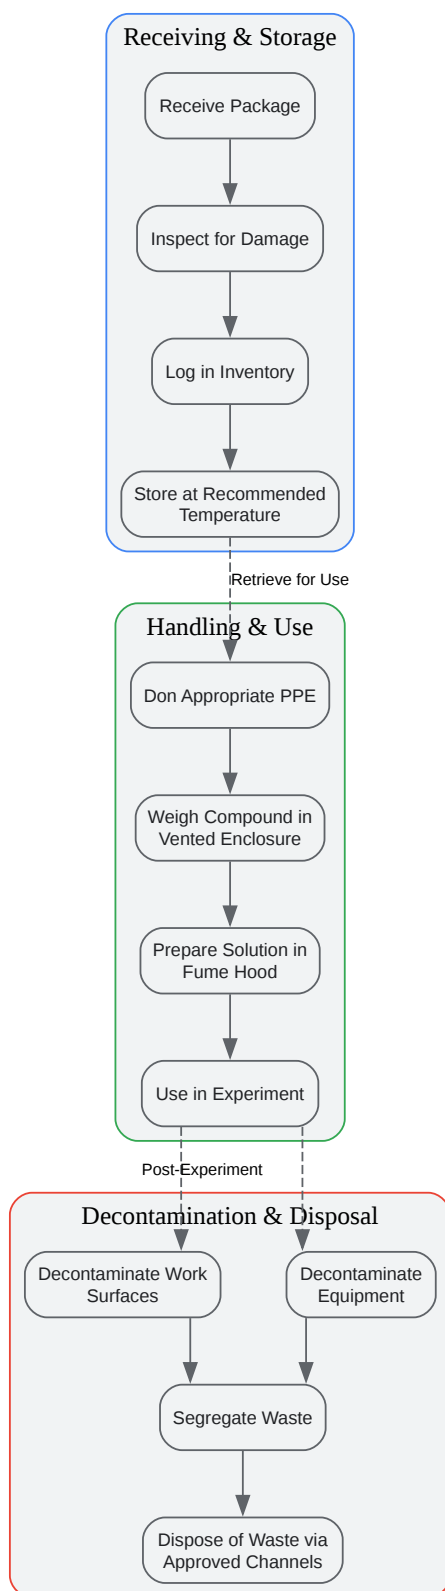 Receiving & Storage
Receive Package
Inspect for Damage
Log in Inventory
Store at Recommended
Temperature
Retrieve for Use
Handling & Use
Don Appropriate PPE
Weigh Compound in
Vented Enclosure
Prepare Solution in
Fume Hood
Use in Experiment
Post-Experiment
Decontamination & Disposal
Decontaminate Work
Surfaces
Decontaminate
Equipment
Segregate Waste
Dispose of Waste via
Approved Channels